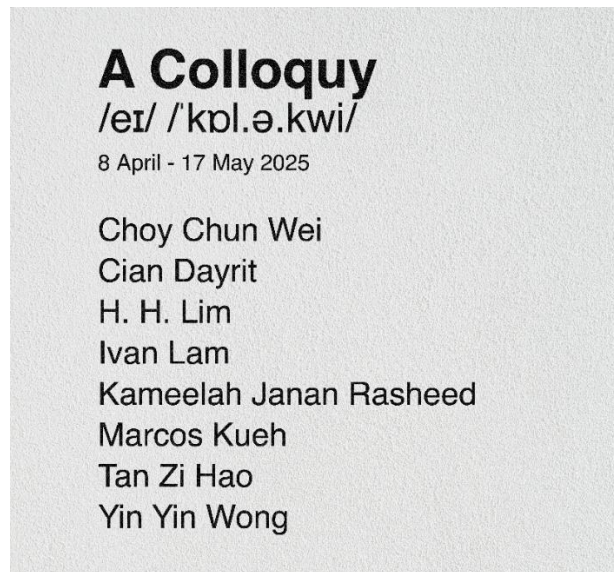 A Colloquy
/eɪ/ /ˈkɒl.ə.kwi/
8 April - 17 May 2025
Choy Chun Wei
Cian Dayrit
H. H. Lim
Ivan Lam
Kameelah Janan Rasheed
Marcos Kueh
Tan Zi Hao
Yin Yin Wong